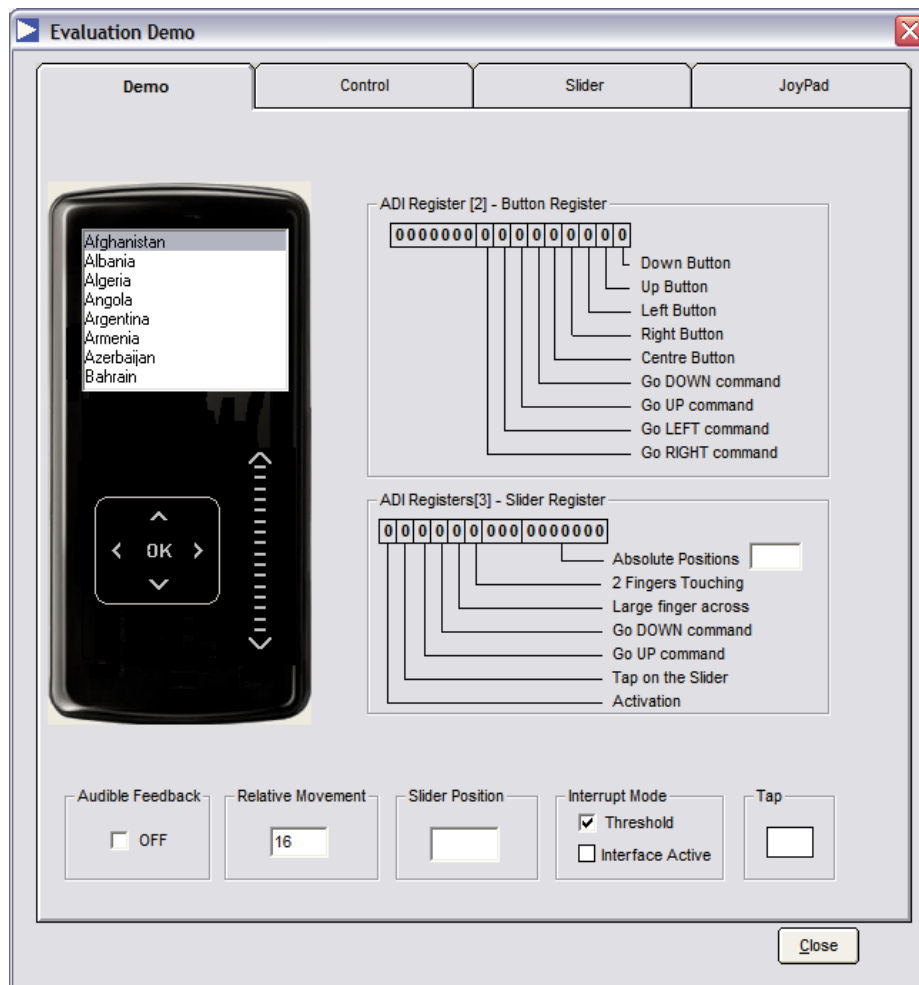 Evaluation Demo
Demo
Control
Slider
JoyPad
Afghanistan
Albania
Algeria
Angola
Argentina
Armenia
Azerbaijan
Bahrain
OK
ADI Register [2] - Button Register
0000000 0 0 0 0 0 0 0 0 0
Down Button
Up Button
Left Button
Right Button
Centre Button
Go DOWN command
Go UP command
Go LEFT command
Go RIGHT command
ADI Registers[3] - Slider Register
0 0 0 0 0 0 000 0000000
Absolute Positions
2 Fingers Touching
Large finger across
Go DOWN command
Go UP command
Tap on the Slider
Activation
Audible Feedback
OFF
Relative Movement
16
Slider Position
Interrupt Mode
Threshold
Interface Active
Tap
Close